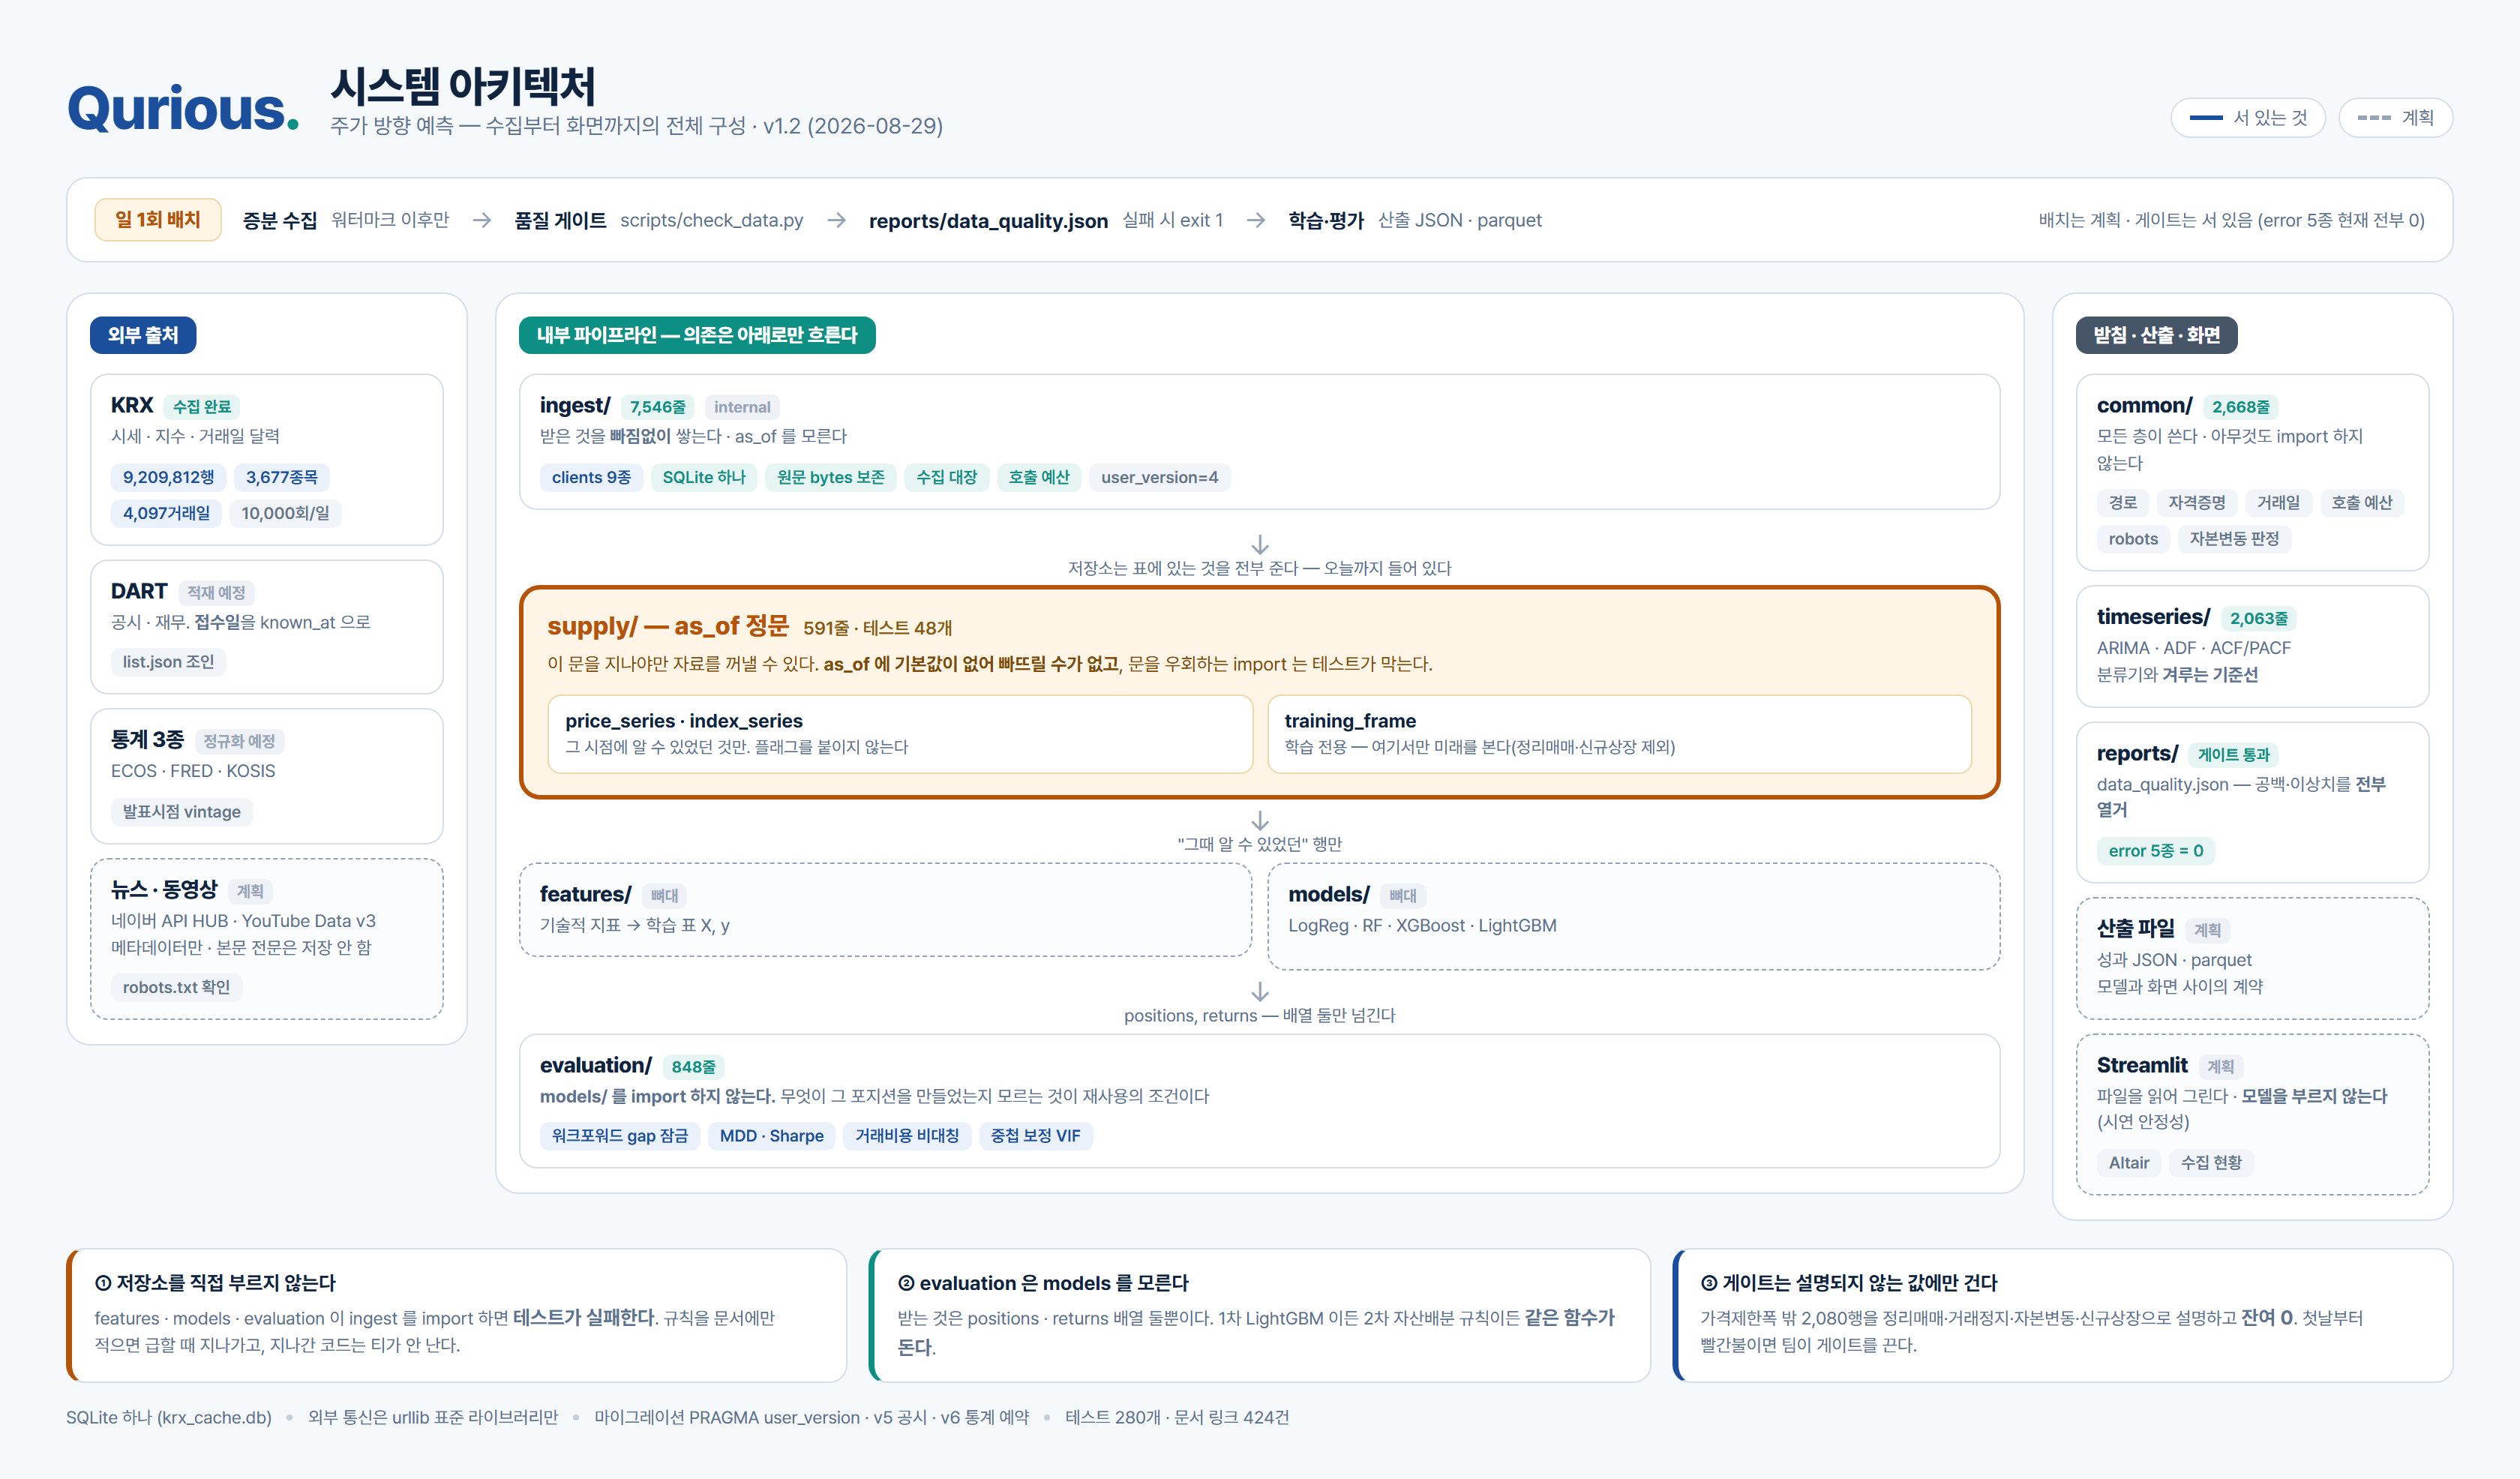 Qurious.
시스템 아키텍처
주가 방향 예측 — 수집부터 화면까지의 전체 구성 · v1.2 (2026-08-29)
서 있는 것
계획
일 1회 배치 증분 수집 워터마크 이후만 → 품질 게이트 scripts/check_data.py → reports/data_quality.json 실패 시 exit 1 → 학습·평가 산출 JSON · parquet
배치는 계획 · 게이트는 서 있음 (error 5종 현재 전부 0)
외부 출처
KRX 수집 완료
시세 · 지수 · 거래일 달력
9,209,812행 3,677종목
4,097거래일 10,000회/일
DART 적재 예정
공시 · 재무. 접수일을 known_at 으로
list.json 조인
통계 3종 정규화 예정
ECOS · FRED · KOSIS
발표시점 vintage
뉴스 · 동영상 계획
네이버 API HUB · YouTube Data v3
메타데이터만 · 본문 전문은 저장 안 함
robots.txt 확인
내부 파이프라인 — 의존은 아래로만 흐른다
ingest/ 7,546줄 internal
받은 것을 빠짐없이 쌓는다 · as_of 를 모른다
clients 9종 SQLite 하나 원문 bytes 보존 수집 대장 호출 예산 user_version=4
↓
저장소는 표에 있는 것을 전부 준다 — 오늘까지 들어 있다
supply/ — as_of 정문 591줄 · 테스트 48개
이 문을 지나야만 자료를 꺼낼 수 있다. as_of 에 기본값이 없어 빠뜨릴 수가 없고, 문을 우회하는 import 는 테스트가 막는다.
price_series · index_series
그 시점에 알 수 있었던 것만. 플래그를 붙이지 않는다
training_frame
학습 전용 — 여기서만 미래를 본다(정리매매·신규상장 제외)
↓
"그때 알 수 있었던" 행만
features/ 뼈대
기술적 지표 → 학습 표 X, y
models/ 뼈대
LogReg · RF · XGBoost · LightGBM
↓
positions, returns — 배열 둘만 넘긴다
evaluation/ 848줄
models/ 를 import 하지 않는다. 무엇이 그 포지션을 만들었는지 모르는 것이 재사용의 조건이다
워크포워드 gap 잠금 MDD · Sharpe 거래비용 비대칭 중첩 보정 VIF
받침 · 산출 · 화면
common/ 2,668줄
모든 층이 쓴다 · 아무것도 import 하지
않는다
경로 자격증명 거래일 호출 예산
robots 자본변동 판정
timeseries/ 2,063줄
ARIMA · ADF · ACF/PACF
분류기와 겨루는 기준선
reports/ 게이트 통과
data_quality.json — 공백·이상치를 전부
열거
error 5종 = 0
산출 파일 계획
성과 JSON · parquet
모델과 화면 사이의 계약
Streamlit 계획
파일을 읽어 그린다 · 모델을 부르지 않는다
(시연 안정성)
Altair 수집 현황
① 저장소를 직접 부르지 않는다
features · models · evaluation 이 ingest 를 import 하면 테스트가 실패한다. 규칙을 문서에만
적으면 급할 때 지나가고, 지나간 코드는 티가 안 난다.
② evaluation 은 models 를 모른다
받는 것은 positions · returns 배열 둘뿐이다. 1차 LightGBM 이든 2차 자산배분 규칙이든 같은 함수가
돈다.
③ 게이트는 설명되지 않는 값에만 건다
가격제한폭 밖 2,080행을 정리매매·거래정지·자본변동·신규상장으로 설명하고 잔여 0. 첫날부터
빨간불이면 팀이 게이트를 끈다.
SQLite 하나 (krx_cache.db) • 외부 통신은 urllib 표준 라이브러리만 • 마이그레이션 PRAGMA user_version · v5 공시 · v6 통계 예약 • 테스트 280개 · 문서 링크 424건